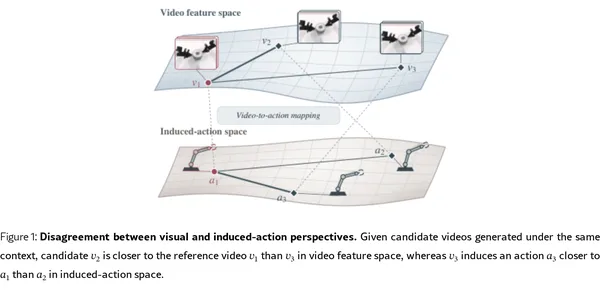 Video feature space
v2
v3
v1
Video-to-action mapping
Induced-action space
a2
a1
a3
Figure 1: Disagreement between visual and induced-action perspectives. Given candidate videos generated under the same
context, candidate v2 is closer to the reference video v1 than v3 in video feature space, whereas v3 induces an action a3 closer to
a1 than a2 in induced-action space.